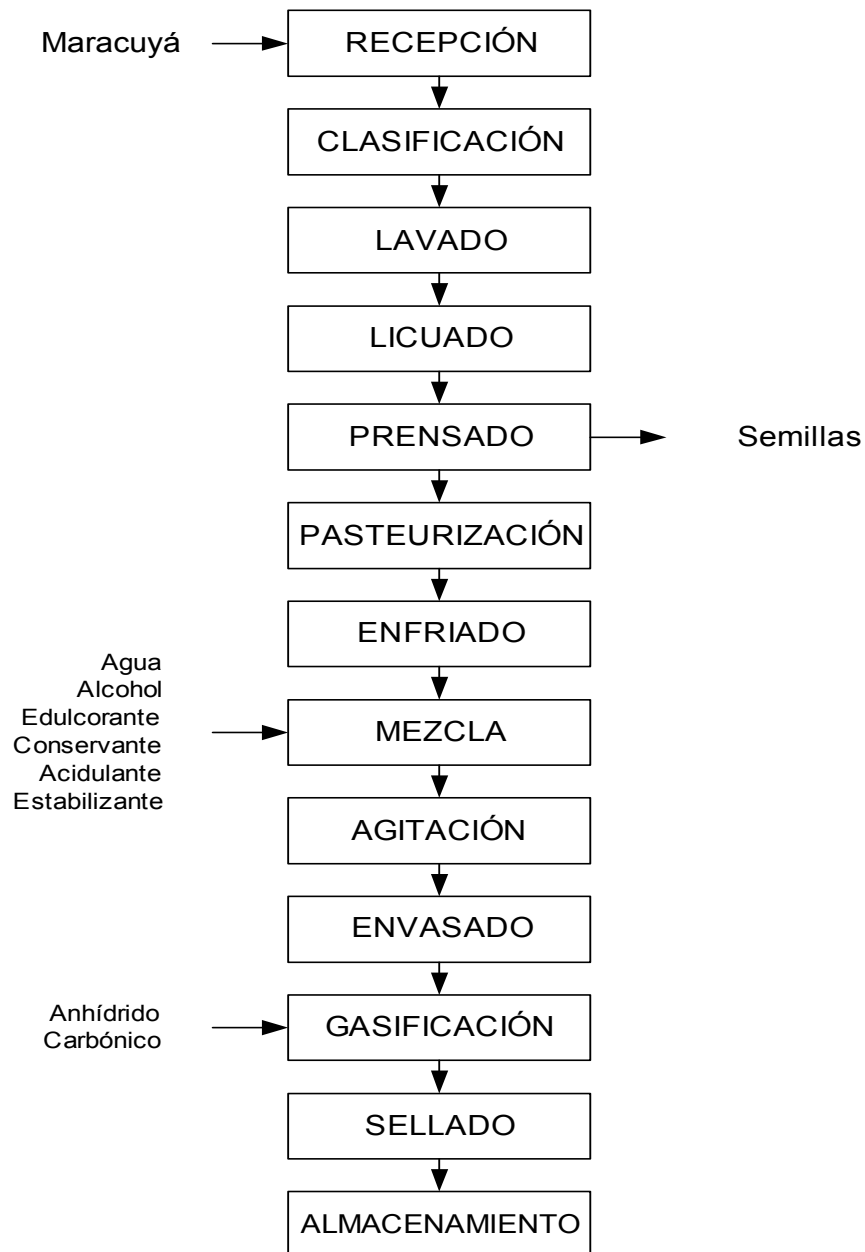 Maracuyá
RECEPCIÓN
CLASIFICACIÓN
LAVADO
LICUADO
PRENSADO
Semillas
PASTEURIZACIÓN
ENFRIADO
Agua
Alcohol
Edulcorante
Conservante
Acidulante
Estabilizante
MEZCLA
AGITACIÓN
ENVASADO
Anhídrido
Carbónico
GASIFICACIÓN
SELLADO
ALMACENAMIENTO